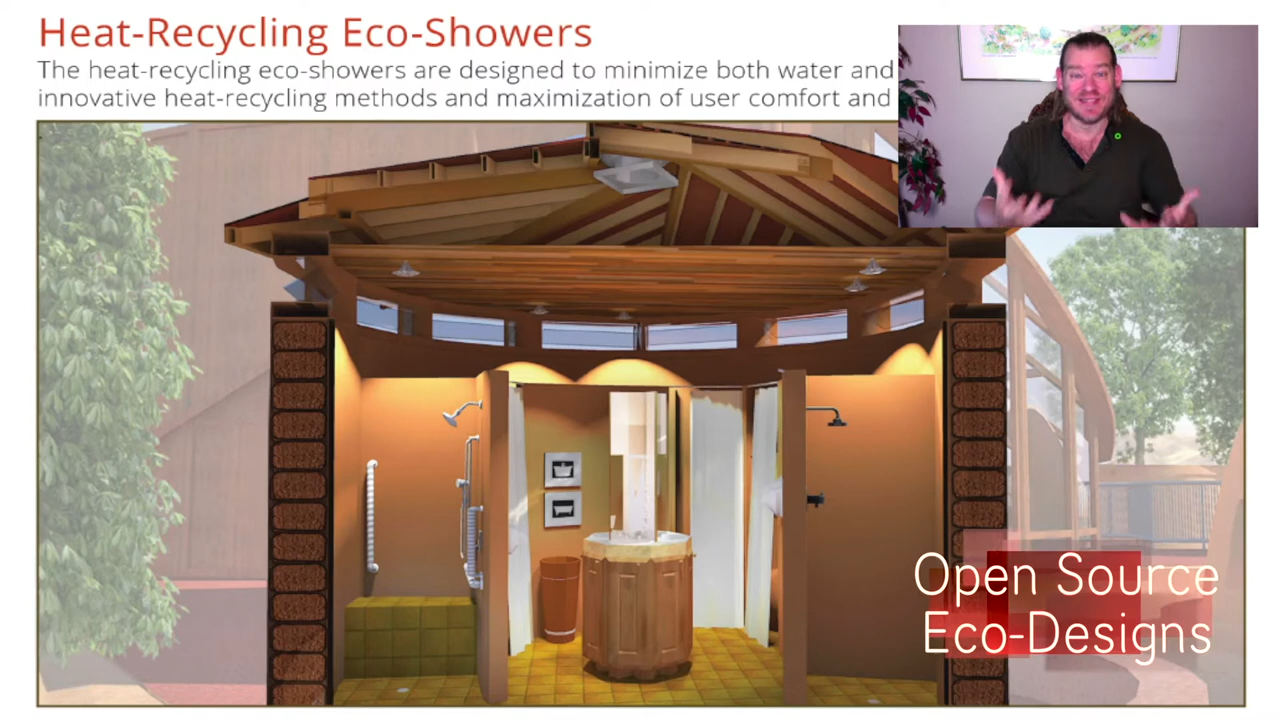 Heat-Recycling Eco-Showers
The heat-recycling eco-showers are designed to minimize both water and
innovative heat-recycling methods and maximization of user comfort and
Open Source
Eco-Designs